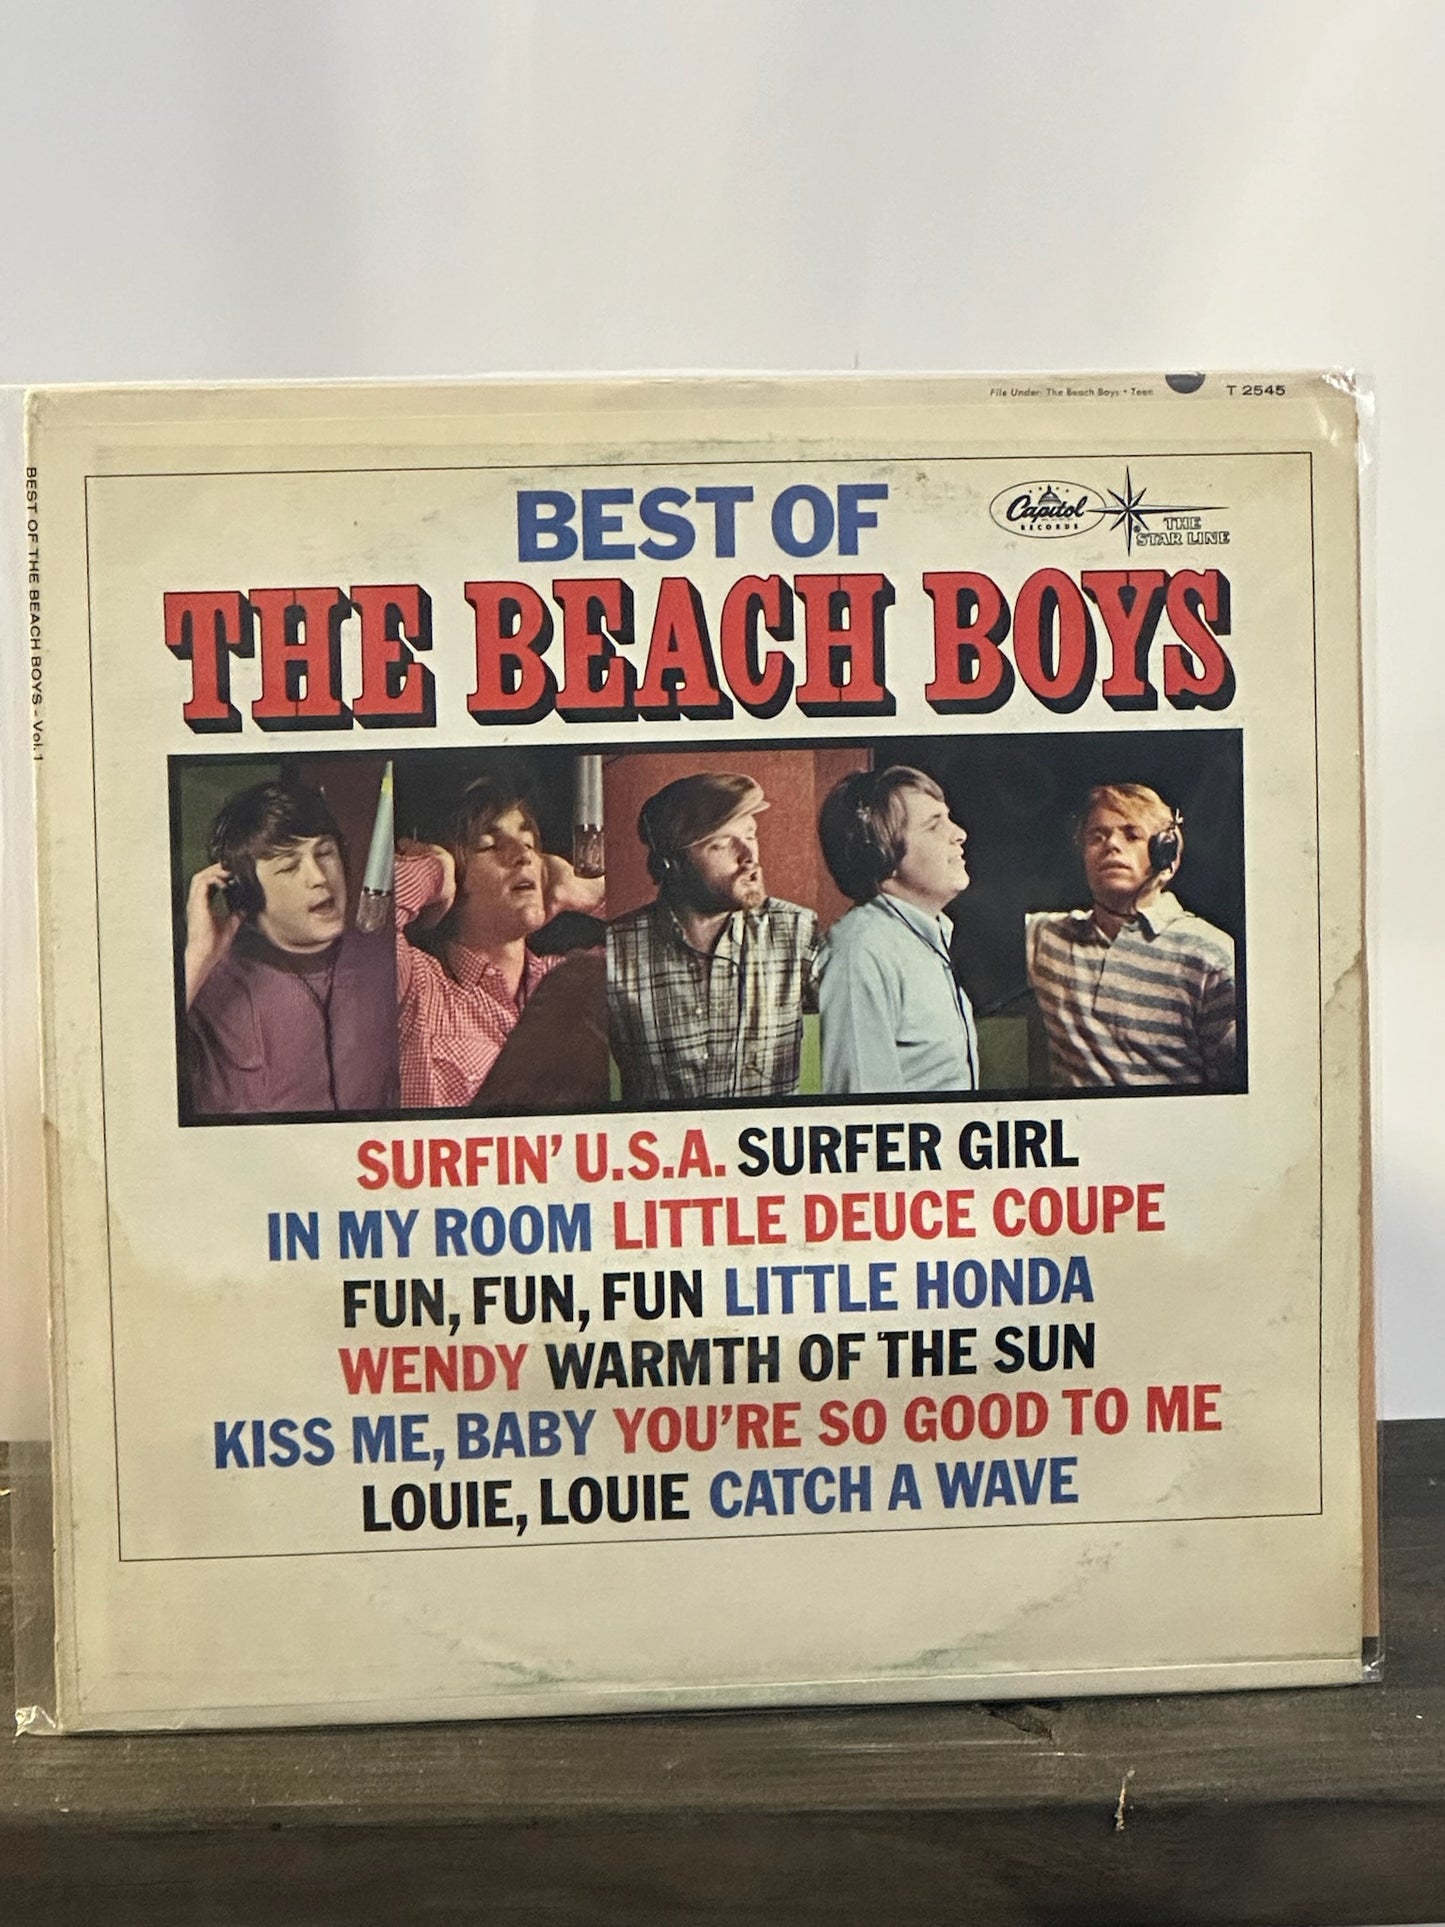 File Under: The Beach Boys • Teen
T 2545
BEST OF THE BEACH BOYS - Vol. 1
BEST OF
Capitol
RECORDS
THE
STAR LINE
THE BEACH BOYS
SURFIN' U.S.A. SURFER GIRL
IN MY ROOM LITTLE DEUCE COUPE
FUN, FUN, FUN LITTLE HONDA
WENDY WARMTH OF THE SUN
KISS ME, BABY YOU'RE SO GOOD TO ME
LOUIE, LOUIE CATCH A WAVE